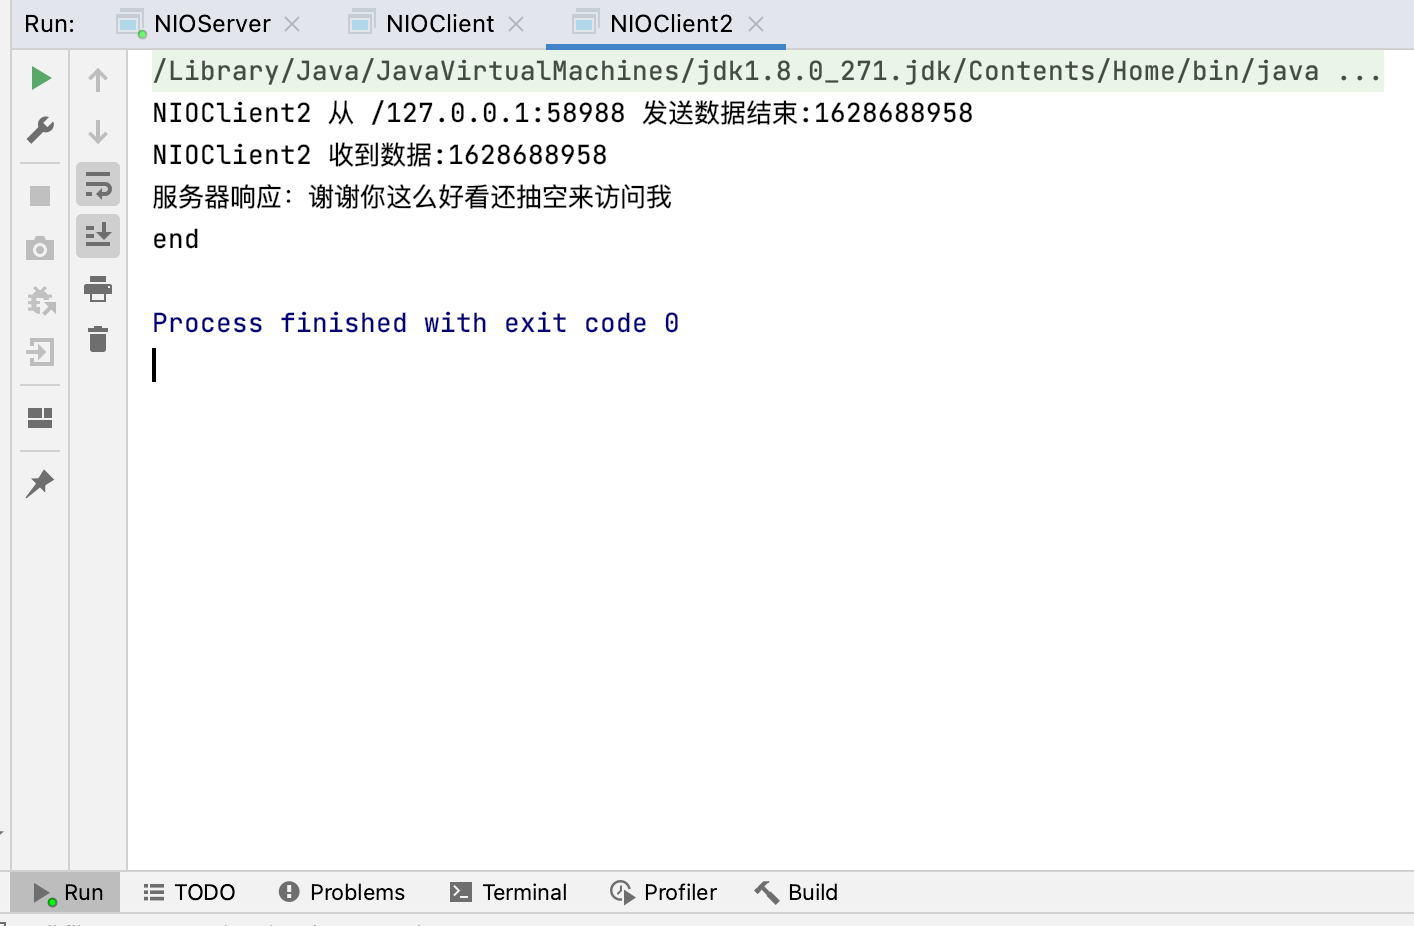 Run: NIOServer NIOClient NIOClient2
/Library/Java/JavaVirtualMachines/jdk1.8.0_271.jdk/Contents/Home/bin/java ...
NIOClient2 从 /127.0.0.1:58988 发送数据结束:1628688958
NIOClient2 收到数据:1628688958
服务器响应：谢谢你这么好看还抽空来访问我
end
Process finished with exit code 0
Run TODO Problems Terminal Profiler Build